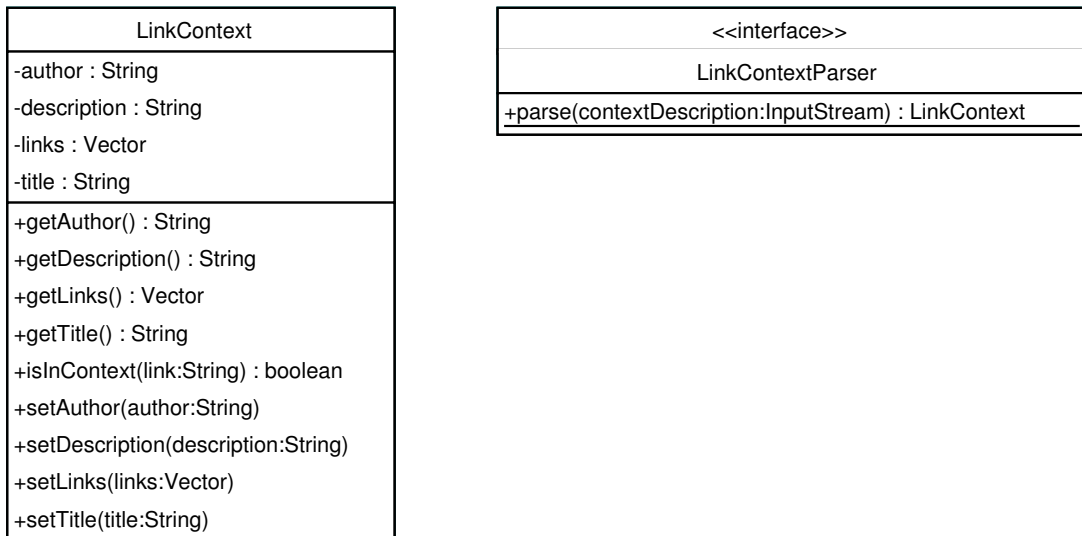 LinkContext
-author : String
-description : String
-links : Vector
-title : String
+getAuthor() : String
+getDescription() : String
+getLinks() : Vector
+getTitle() : String
+isInContext(link:String) : boolean
+setAuthor(author:String)
+setDescription(description:String)
+setLinks(links:Vector)
+setTitle(title:String)
<<interface>>
LinkContextParser
+parse(contextDescription:InputStream) : LinkContext